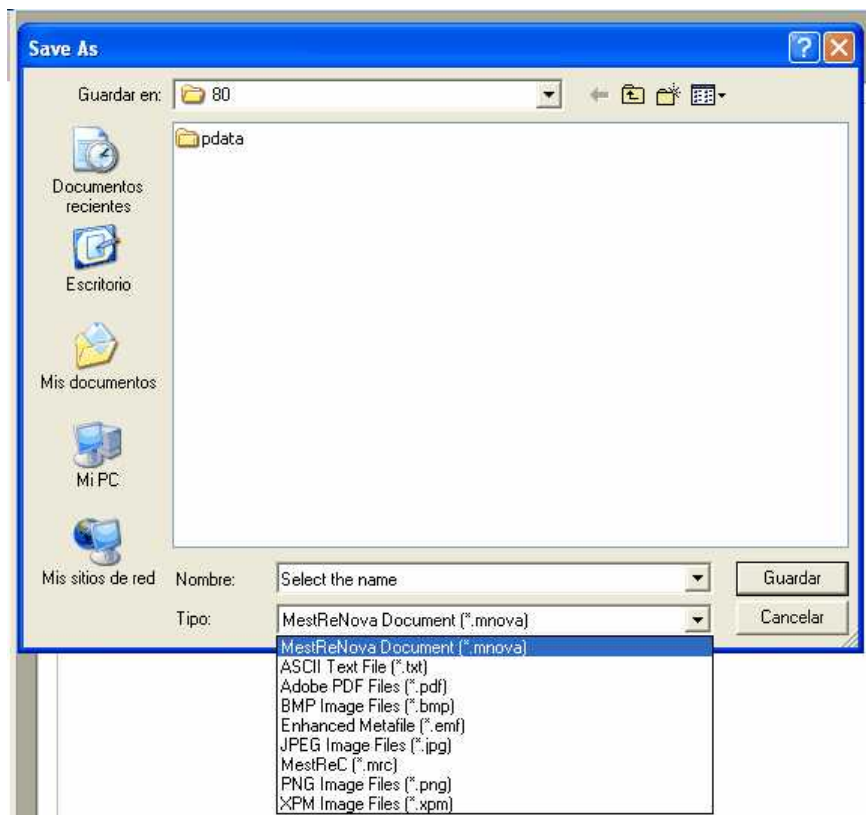 Save As
Guardar en: 80
pdata
Documentos
recientes
Escritorio
Mis documentos
Mi PC
Mis sitios de red
Nombre: Select the name Guardar
Tipo: MestReNova Document (*.mnova) Cancelar
MestReNova Document (*.mnova)
ASCII Text File (*.txt)
Adobe PDF Files (*.pdf)
BMP Image Files (*.bmp)
Enhanced Metafile (*.emf)
JPEG Image Files (*.jpg)
MestReC (*.mrc)
PNG Image Files (*.png)
XPM Image Files (*.xpm)